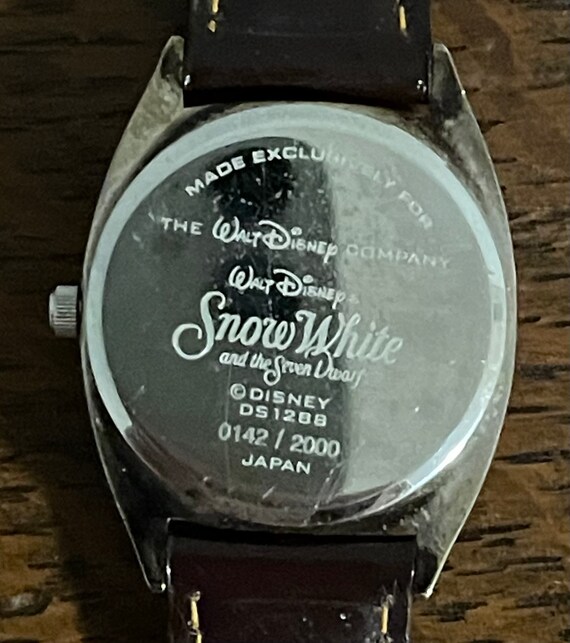 MADE EXCLUSIVELY FOR
THE WALT DISNEY COMPANY
WALT DISNEY'S
Snow White
and the Seven Dwarfs
© DISNEY
DS1288
0142 / 2000
JAPAN